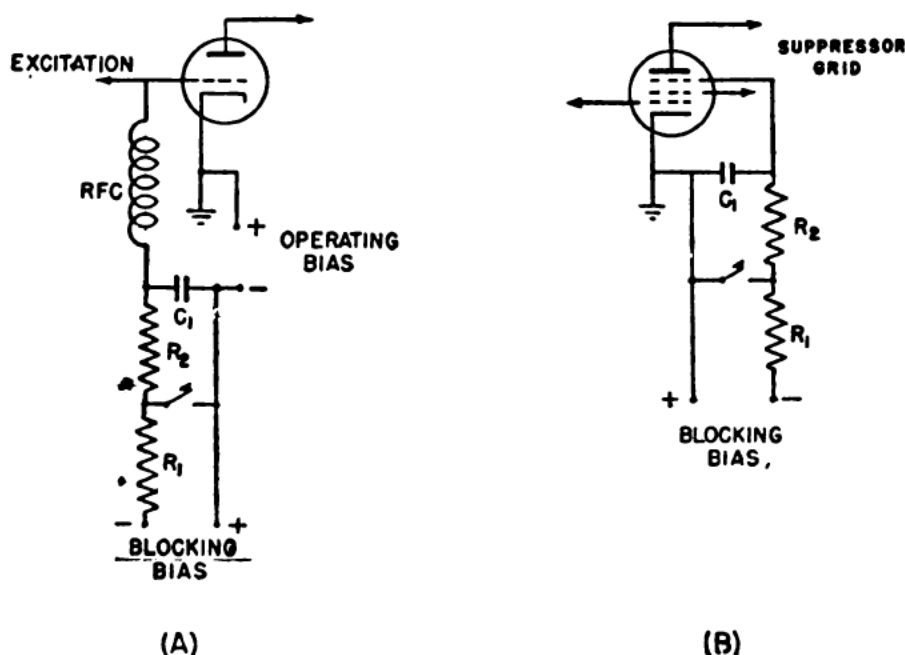 EXCITATION
RFC
+
OPERATING
BIAS
-
C1
R2
R1
- +
BLOCKING
BIAS
(A)
SUPPRESSOR
GRID
C1
R2
R1
+ -
BLOCKING
BIAS,
(B)